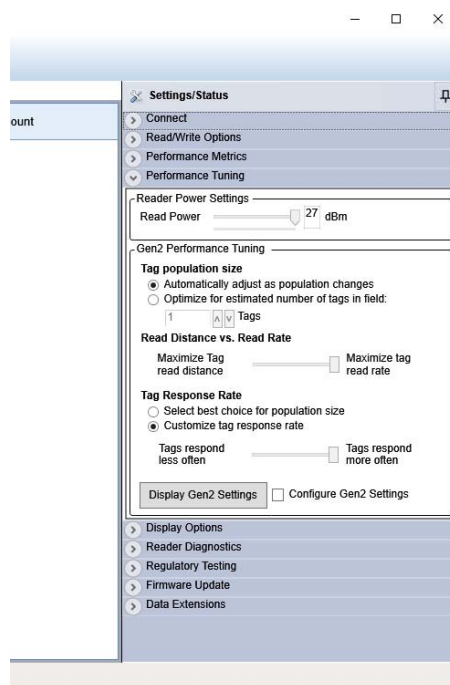 Settings/Status
ount
Connect
Read/Write Options
Performance Metrics
Performance Tuning
Reader Power Settings
Read Power 27 dBm
Gen2 Performance Tuning
Tag population size
Automatically adjust as population changes
Optimize for estimated number of tags in field:
1 Tags
Read Distance vs. Read Rate
Maximize Tag
read distance
Maximize tag
read rate
Tag Response Rate
Select best choice for population size
Customize tag response rate
Tags respond
less often
Tags respond
more often
Display Gen2 Settings
Configure Gen2 Settings
Display Options
Reader Diagnostics
Regulatory Testing
Firmware Update
Data Extensions